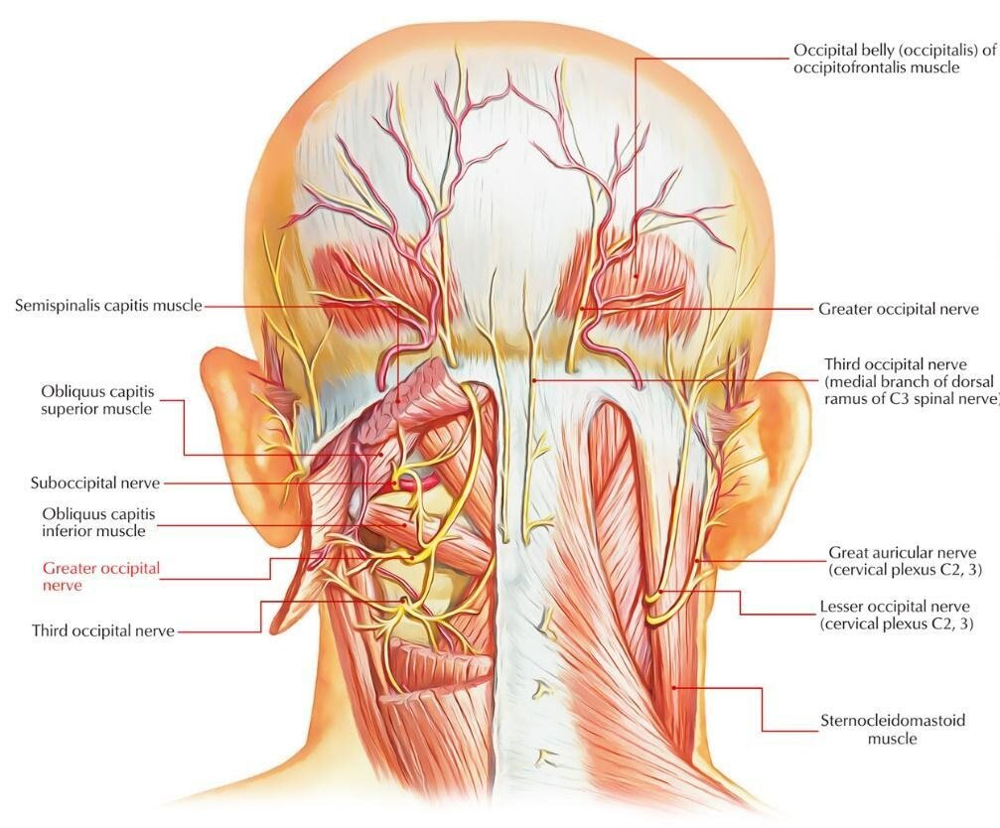 Occipital belly (occipitalis) of
occipitofrontalis muscle
Semispinalis capitis muscle
Greater occipital nerve
Third occipital nerve
(medial branch of dorsal
ramus of C3 spinal nerve)
Obliquus capitis
superior muscle
Suboccipital nerve
Obliquus capitis
inferior muscle
Greater occipital
nerve
Third occipital nerve
Great auricular nerve
(cervical plexus C2, 3)
Lesser occipital nerve
(cervical plexus C2, 3)
Sternocleidomastoid
muscle